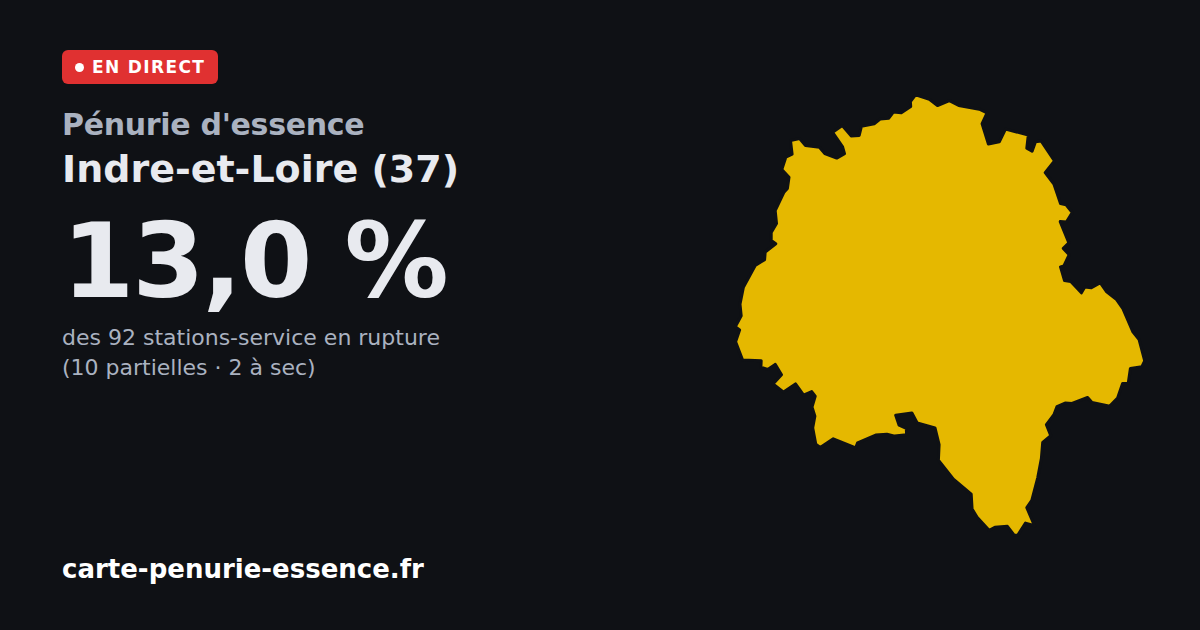 EN DIRECT
Pénurie d'essence
Indre-et-Loire (37)
13,0 %
des 92 stations-service en rupture
(10 partielles · 2 à sec)
carte-penurie-essence.fr